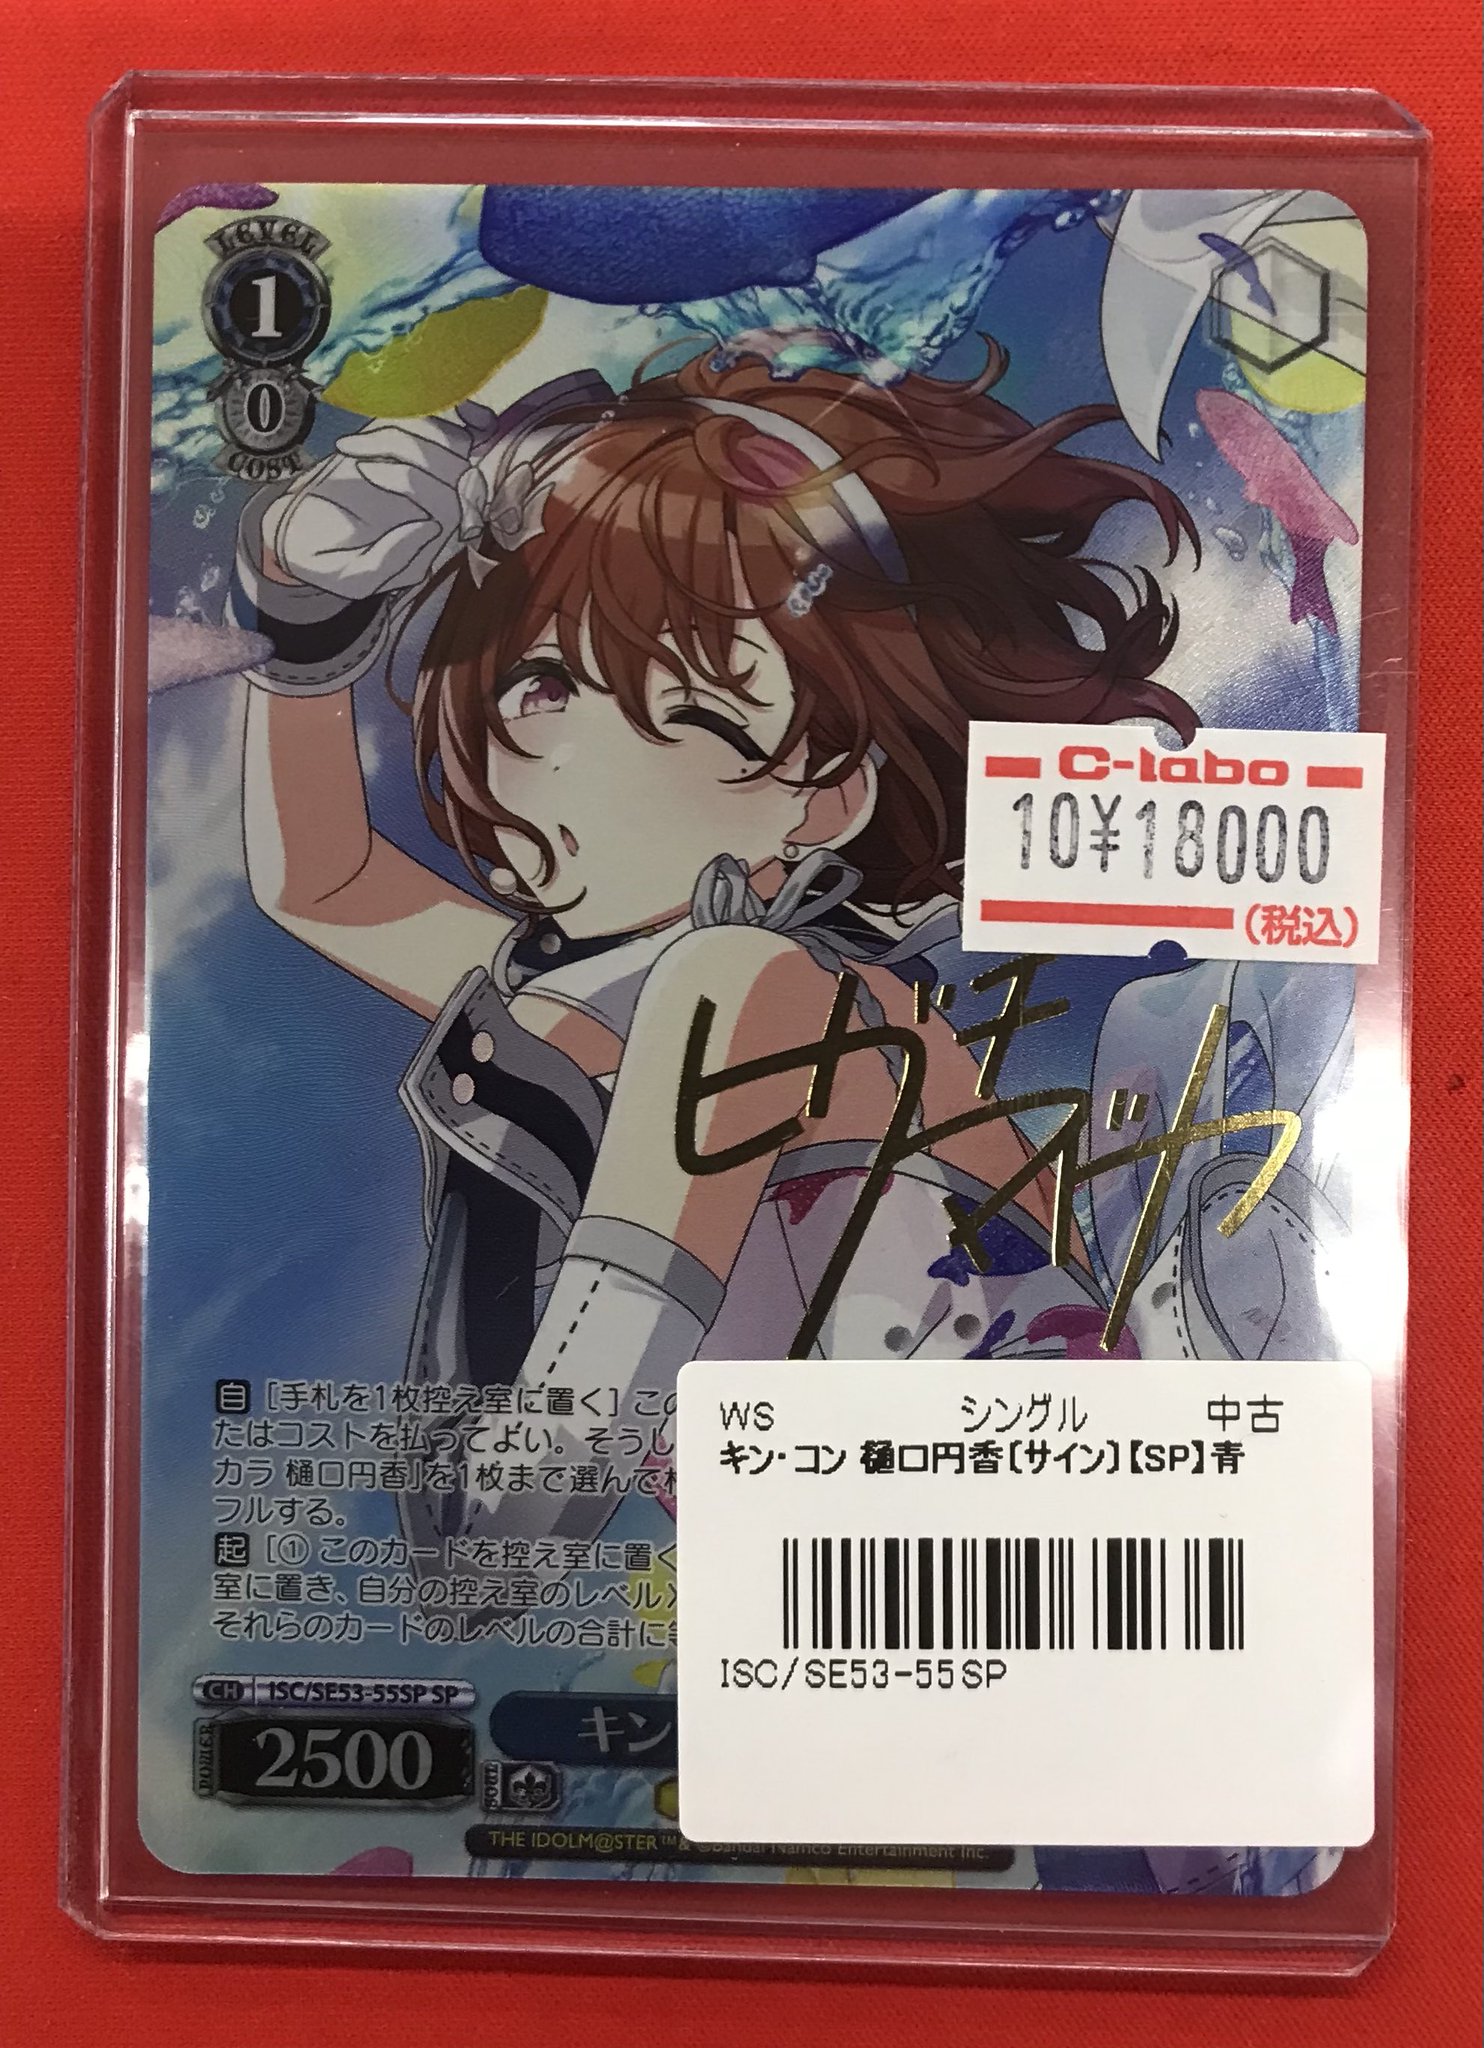 LEVEL
1
0
COST
C-labo
10¥18000
(税込)
ヒグチ
マドカ
自［手札を1枚控え室に置く］この
たはコストを払ってよい。そうし
カラ 樋口円香」を1枚まで選んで
フルする。
起［① このカードを控え室に置く
室に置き、自分の控え室のレベル
それらのカードのレベルの合計に等
WS シングル 中古
キン・コン 樋口円香〔サイン〕【SP】青
ISC/SE53-55SP
CH ISC/SE53-55SP SP
POWER
2500
キン
SOUL
THE IDOLM@STER™& ©Bandai Namco Entertainment Inc.